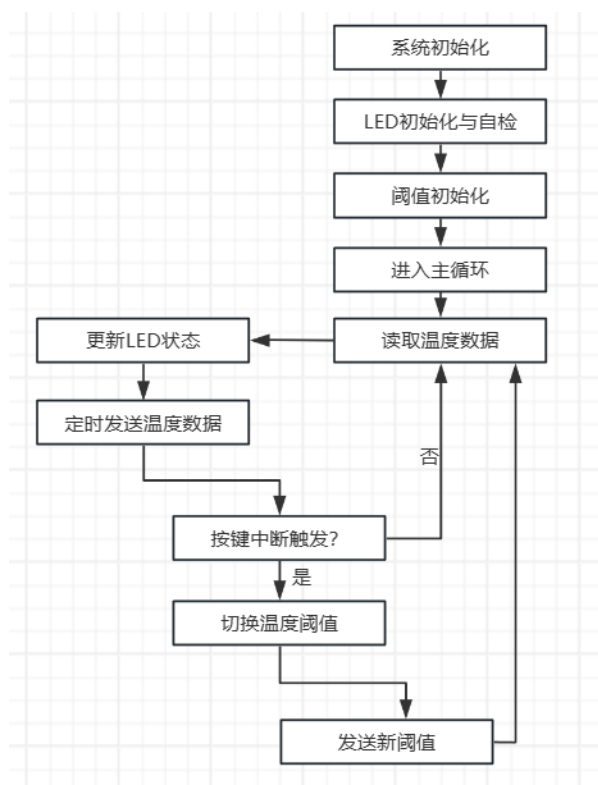 系统初始化
LED初始化与自检
阈值初始化
进入主循环
读取温度数据
更新LED状态
定时发送温度数据
否
按键中断触发?
是
切换温度阈值
发送新阈值